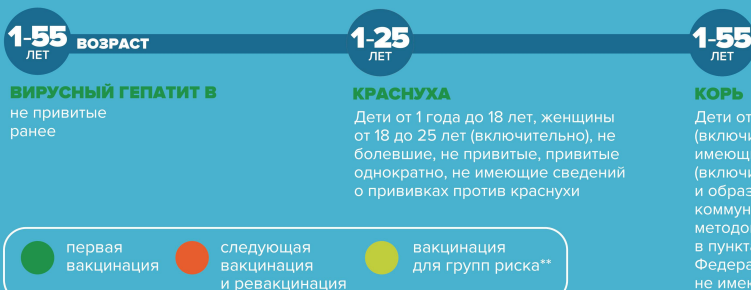 1-55
ЛЕТ
ВОЗРАСТ
1-25
ЛЕТ
1-55
ЛЕТ
ВИРУСНЫЙ ГЕПАТИТ В
не привитые
ранее
КРАСНУХА
Дети от 1 года до 18 лет, женщины
от 18 до 25 лет (включительно), не
болевшие, не привитые, привитые
однократно, не имеющие сведений
о прививках против краснухи
КОРЬ
Дети от
(включи
имеющи
(включи
и образ
коммун
методо
в пункта
Федера
не имен
первая
вакцинация
следующая
вакцинация
и ревакцинация
вакцинация
для групп риска**